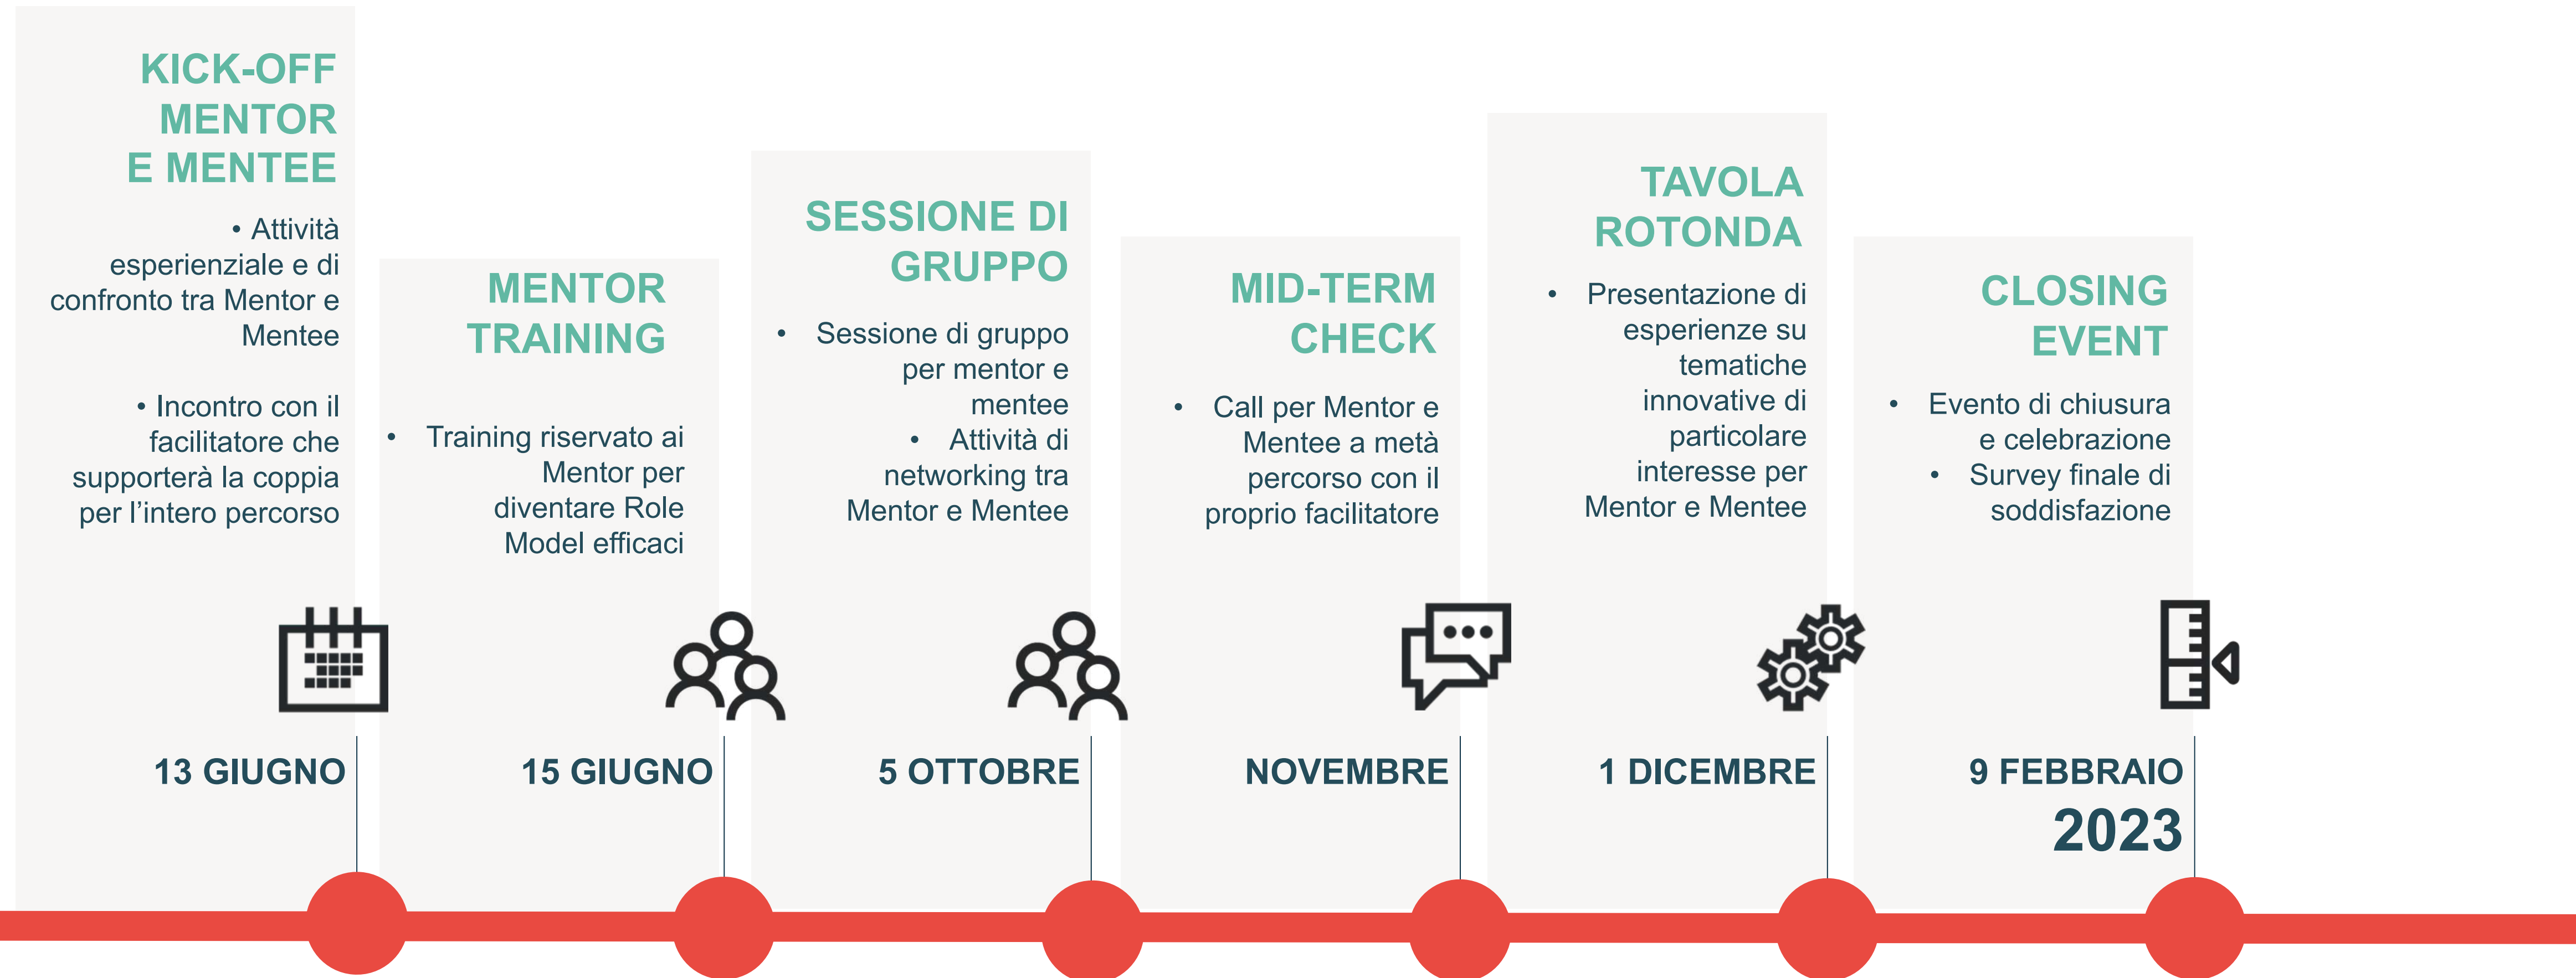 KICK-OFF
MENTOR
E MENTEE
• Attività
esperienziale e di
confronto tra Mentor e
Mentee
• Incontro con il
facilitatore che
supporterà la coppia
per l’intero percorso
13 GIUGNO
MENTOR
TRAINING
• Training riservato ai
Mentor per
diventare Role
Model efficaci
15 GIUGNO
SESSIONE DI
GRUPPO
• Sessione di gruppo
per mentor e
mentee
• Attività di
networking tra
Mentor e Mentee
5 OTTOBRE
MID-TERM
CHECK
• Call per Mentor e
Mentee a metà
percorso con il
proprio facilitatore
NOVEMBRE
TAVOLA
ROTONDA
• Presentazione di
esperienze su
tematiche
innovative di
particolare
interesse per
Mentor e Mentee
1 DICEMBRE
CLOSING
EVENT
• Evento di chiusura
e celebrazione
• Survey finale di
soddisfazione
9 FEBBRAIO
2023